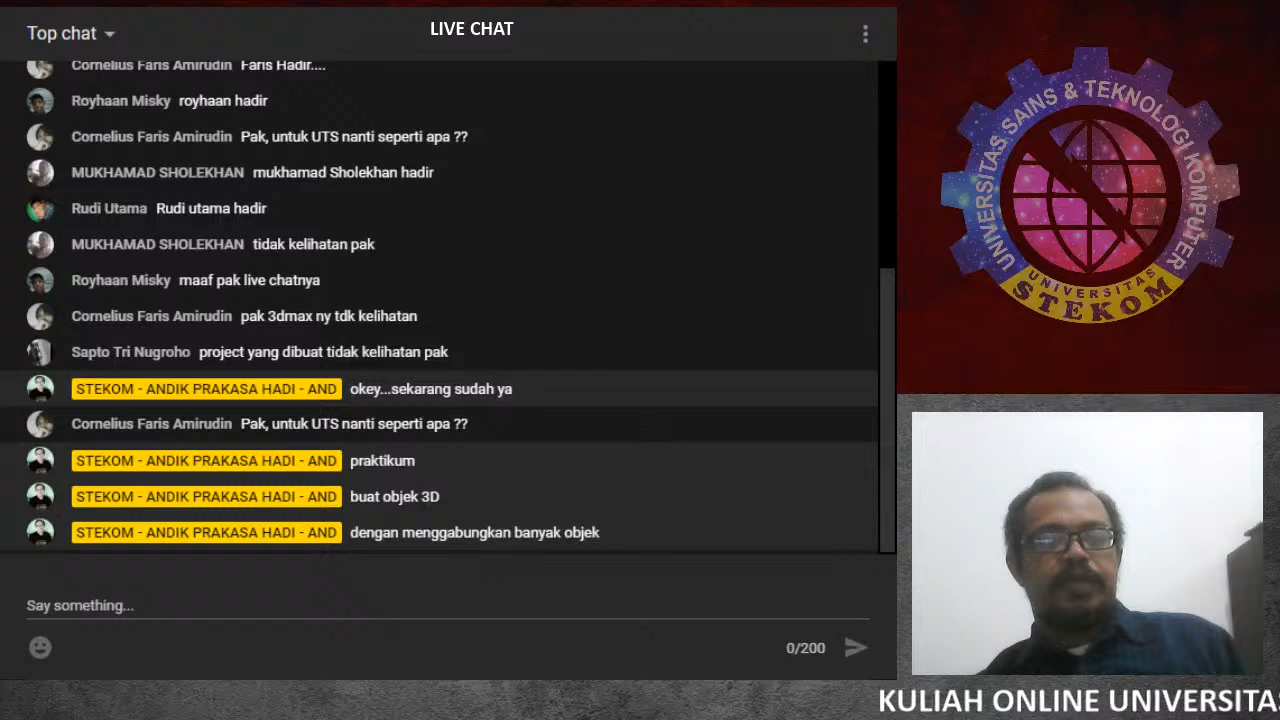 Top chat
LIVE CHAT
Cornelius Faris Amirudin Faris Hadir....
Royhaan Misky royhaan hadir
Cornelius Faris Amirudin Pak, untuk UTS nanti seperti apa ??
MUKHAMAD SHOLEKHAN mukhamad Sholekhan hadir
Rudi Utama Rudi utama hadir
MUKHAMAD SHOLEKHAN tidak kelihatan pak
Royhaan Misky maaf pak live chatnya
Cornelius Faris Amirudin pak 3dmax ny tdk kelihatan
Sapto Tri Nugroho project yang dibuat tidak kelihatan pak
STEKOM - ANDIK PRAKASA HADI - AND okey...sekarang sudah ya
Cornelius Faris Amirudin Pak, untuk UTS nanti seperti apa ??
STEKOM - ANDIK PRAKASA HADI - AND praktikum
STEKOM - ANDIK PRAKASA HADI - AND buat objek 3D
STEKOM - ANDIK PRAKASA HADI - AND dengan menggabungkan banyak objek
Say something...
0/200
UNIVERSITAS SAINS & TEKNOLOGI KOMPUTER
UNIVERSITAS
STEKOM
KULIAH ONLINE UNIVERSITAS